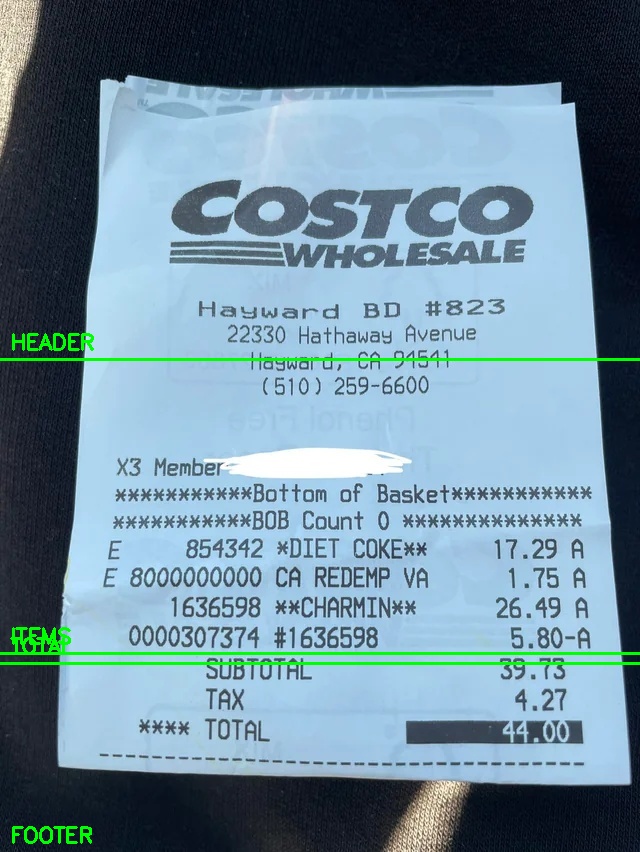 COSTCO
WHOLESALE
Hayward BD #823
22330 Hathaway Avenue
HEADER
Hayward, CA 94541
(510) 259-6600
X3 Member
***********Bottom of Basket***********
***********BOB Count 0 **************
E 854342 *DIET COKE** 17.29 A
E 8000000000 CA REDEMP VA 1.75 A
1636598 **CHARMIN** 26.49 A
ITEMS
0000307374 #1636598 5.80-A
TOTAL
SUBTOTAL 39.73
TAX 4.27
**** TOTAL 44.00
FOOTER